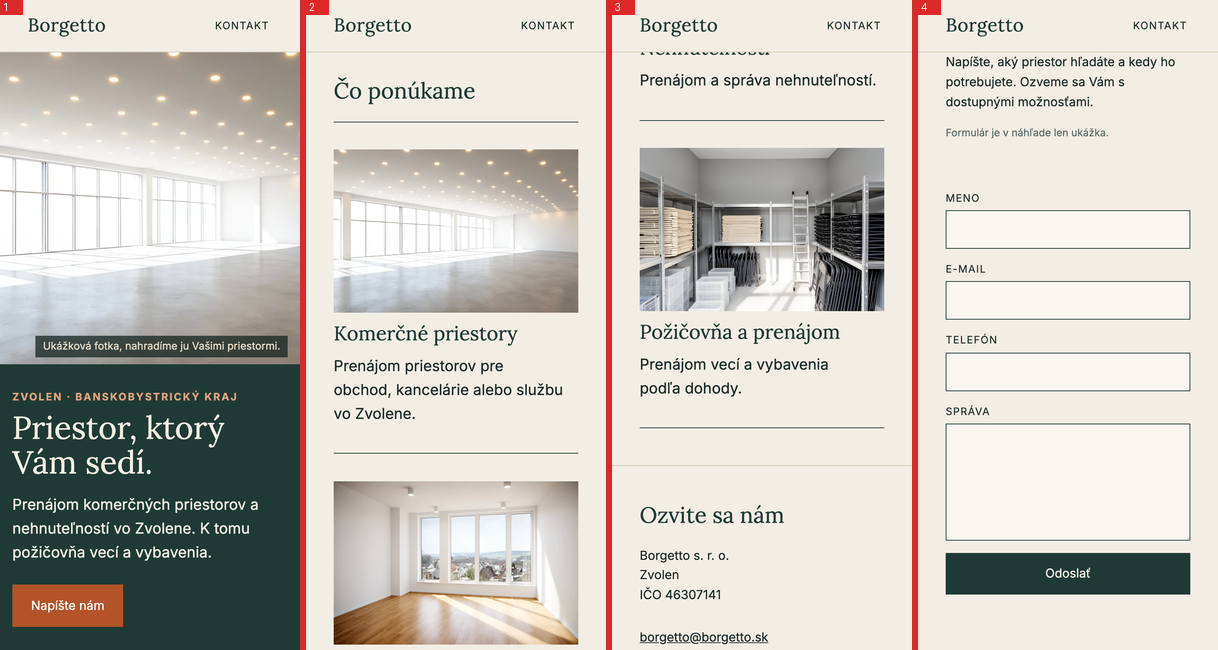 1
Borgetto
KONTAKT
Ukážková fotka, nahradíme ju Vašimi priestormi.
ZVOLEN · BANSKOBYSTRICKÝ KRAJ
Priestor, ktorý
Vám sedí.
Prenájom komerčných priestorov a
nehnuteľností vo Zvolene. K tomu
požičovňa vecí a vybavenia.
Napíšte nám
2
Borgetto
KONTAKT
Čo ponúkame
Komerčné priestory
Prenájom priestorov pre
obchod, kancelárie alebo službu
vo Zvolene.
3
Borgetto
KONTAKT
Prenájom a správa nehnuteľností.
Požičovňa a prenájom
Prenájom vecí a vybavenia
podľa dohody.
Ozvite sa nám
Borgetto s. r. o.
Zvolen
IČO 46307141
borgetto@borgetto.sk
4
Borgetto
KONTAKT
Napíšte, aký priestor hľadáte a kedy ho
potrebujete. Ozveme sa Vám s
dostupnými možnosťami.
Formulár je v náhľade len ukážka.
MENO
E-MAIL
TELEFÓN
SPRÁVA
Odoslať